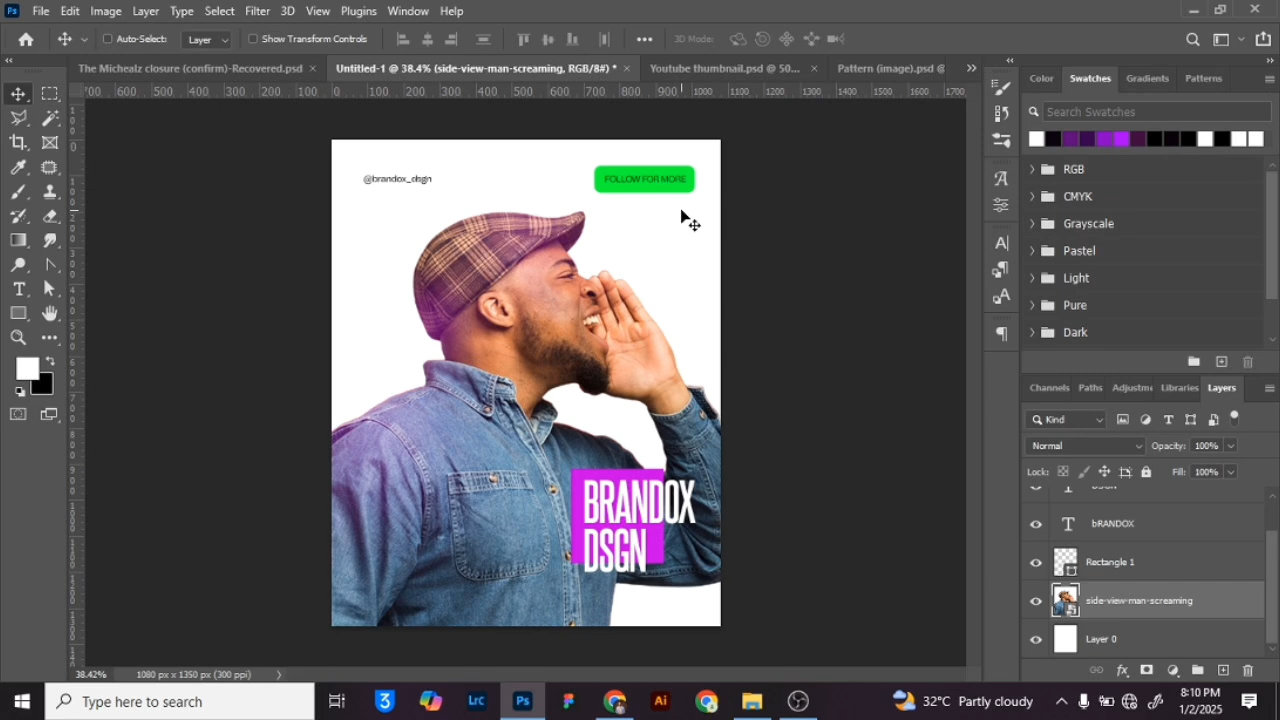 Ps File Edit Image Layer Type Select Filter 3D View Plugins Window Help
Auto-Select: Layer Show Transform Controls 3D Mode:
The Michealz closure (confirm)-Recovered.psd
Untitled-1 @ 38.4% (side-view-man-screaming, RGB/8#) *
Youtube thumbnail.psd @ 50...
Pattern (image).psd @
Color Swatches Gradients Patterns
Search Swatches
RGB
CMYK
Grayscale
Pastel
Light
Pure
Dark
@brandox_dsgn
FOLLOW FOR MORE
BRANDOX
DSGN
Channels Paths Adjustme Libraries Layers
Kind
Normal Opacity: 100%
Lock: Fill: 100%
bRANDOX
Rectangle 1
side-view-man-screaming
Layer 0
38.42% 1080 px x 1350 px (300 ppi)
Type here to search
Lrc Ps Ai
32°C Partly cloudy
8:10 PM
1/2/2025